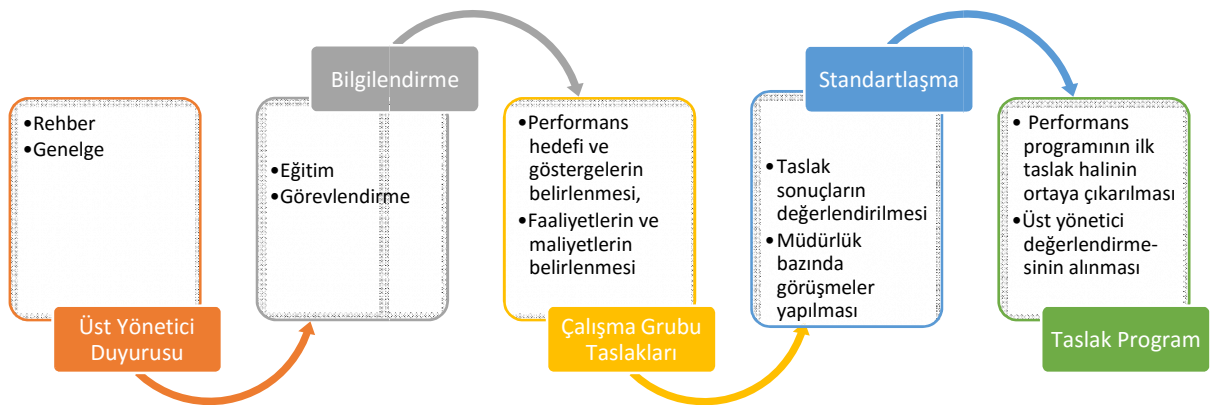 •Rehber
•Genelge
Üst Yönetici
Duyurusu
Bilgilendirme
•Eğitim
•Görevlendirme
•Performans
hedefi ve
göstergelerin
belirlenmesi,
•Faaliyetlerin ve
maliyetlerin
belirlenmesi
Çalışma Grubu
Taslakları
Standartlaşma
•Taslak
sonuçların
değerlendirilmesi
•Müdürlük
bazında
görüşmeler
yapılması
• Performans
programının ilk
taslak halinin
ortaya çıkarılması
•Üst yönetici
değerlendirme-
sinin alınması
Taslak Program